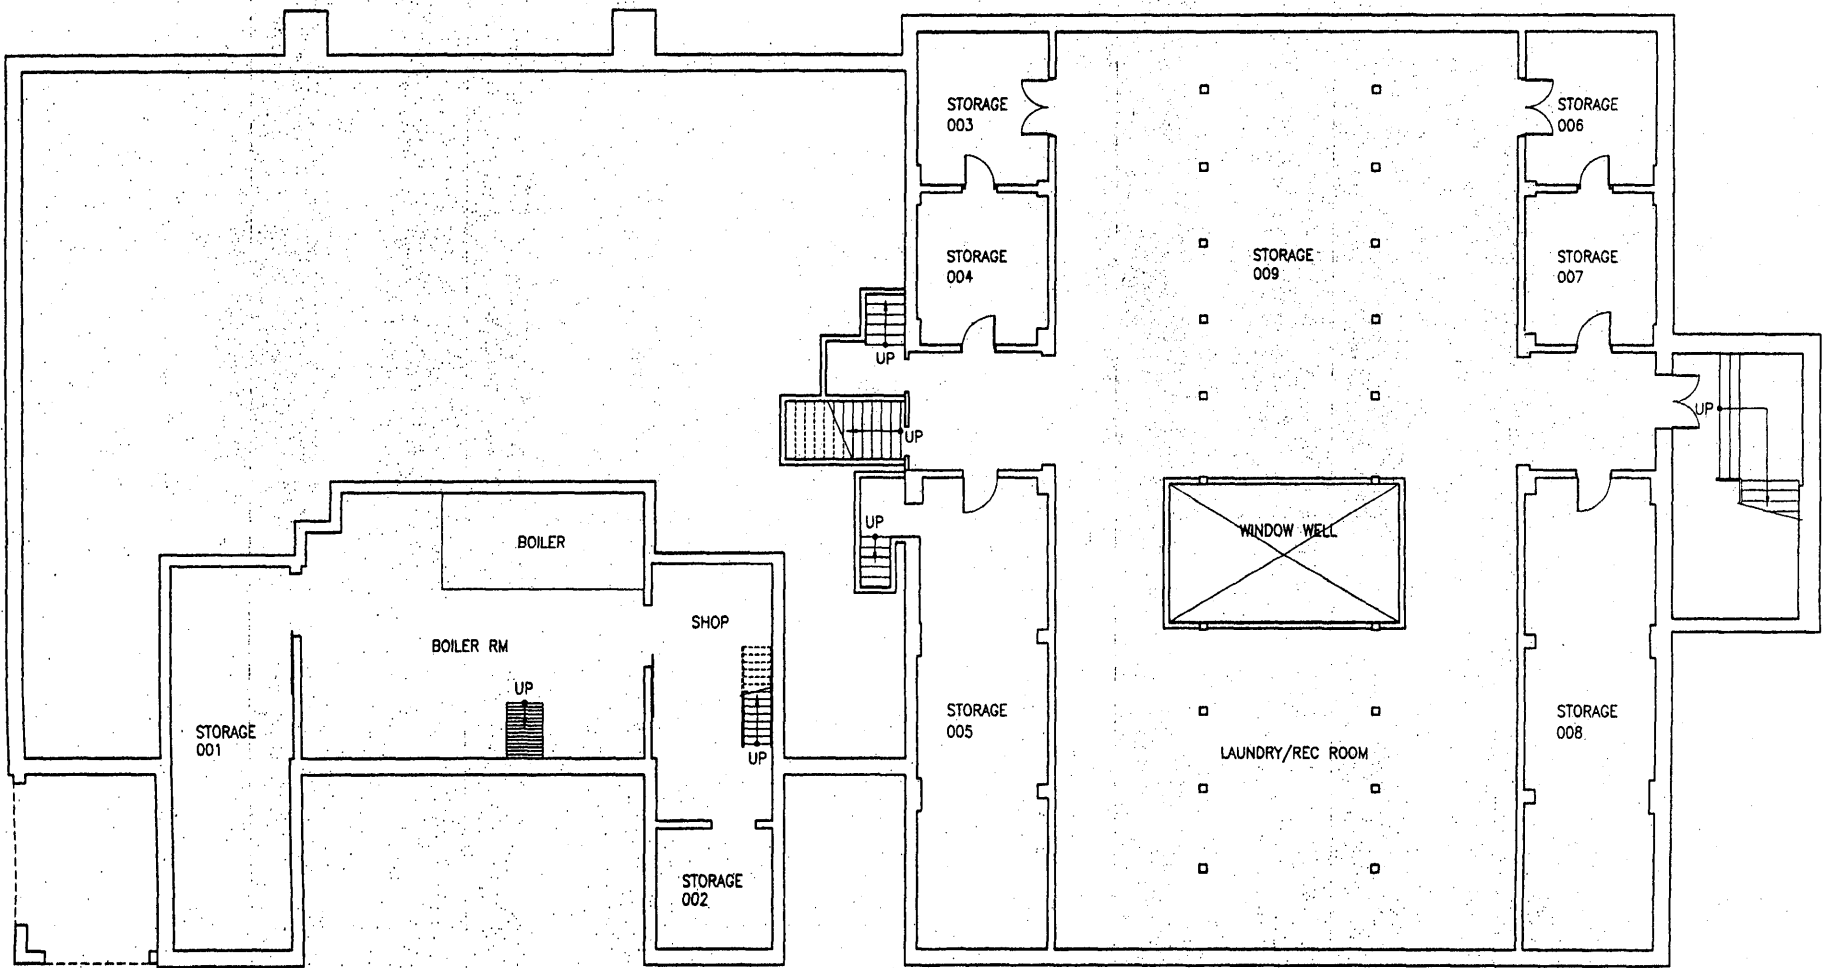 STORAGE
003
STORAGE
006
STORAGE
004
STORAGE
009
STORAGE
007
UP
UP
UP
UP
WINDOW WELL
BOILER
SHOP
BOILER RM
UP
STORAGE
001
UP
STORAGE
005
LAUNDRY/REC ROOM
STORAGE
008
STORAGE
002